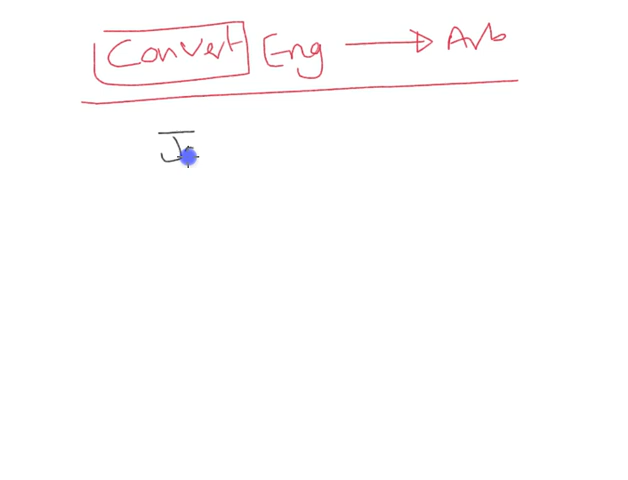 Convert Eng → Arb
J